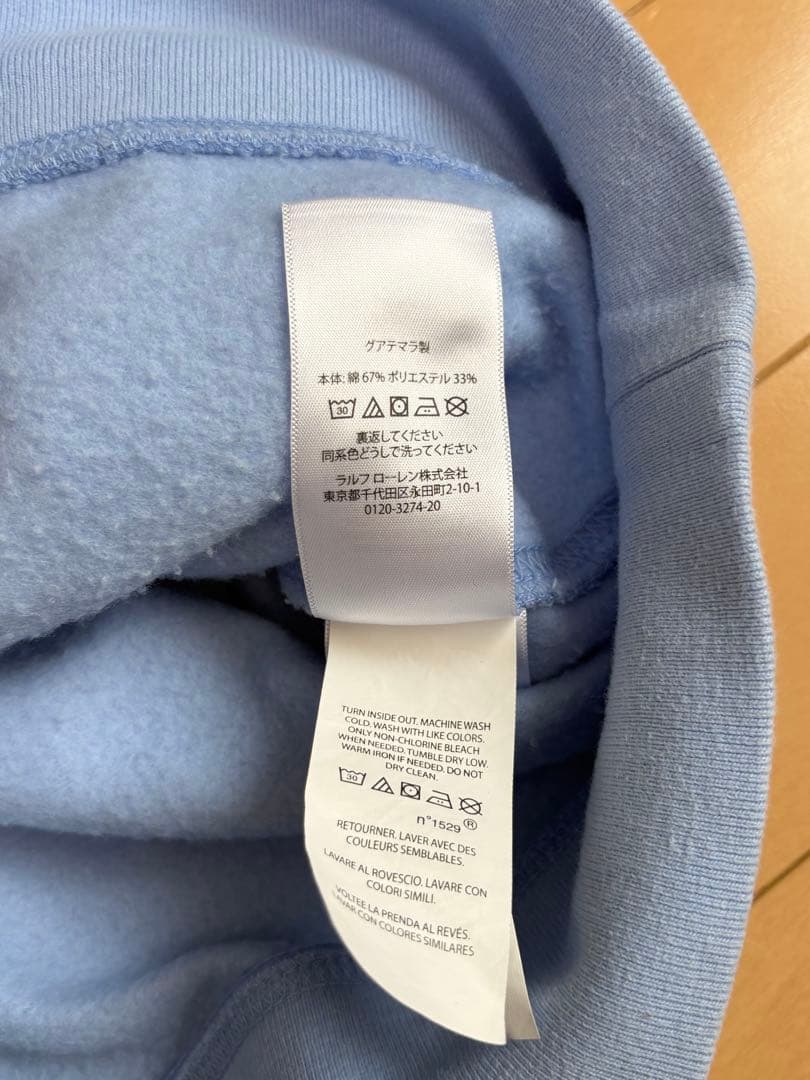 グアテマラ製
本体: 綿 67% ポリエステル 33%
30
裏返してください
同系色どうしで洗ってください
ラルフ ローレン株式会社
東京都千代田区永田町2-10-1
0120-3274-20
TURN INSIDE OUT. MACHINE WASH
COLD. WASH WITH LIKE COLORS.
ONLY NON-CHLORINE BLEACH
WHEN NEEDED. TUMBLE DRY LOW.
WARM IRON IF NEEDED. DO NOT
DRY CLEAN.
30
n°1529 ®
RETOURNER. LAVER AVEC DES
COULEURS SEMBLABLES.
LAVARE AL ROVESCIO. LAVARE CON
COLORI SIMILI.
VOLTEE LA PRENDA AL REVÉS.
LAVAR CON COLORES SIMILARES